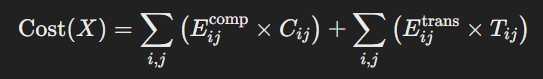 Cost(X) = ∑_{i,j} (E_{ij}^{comp} × C_{ij}) + ∑_{i,j} (E_{ij}^{trans} × T_{ij})